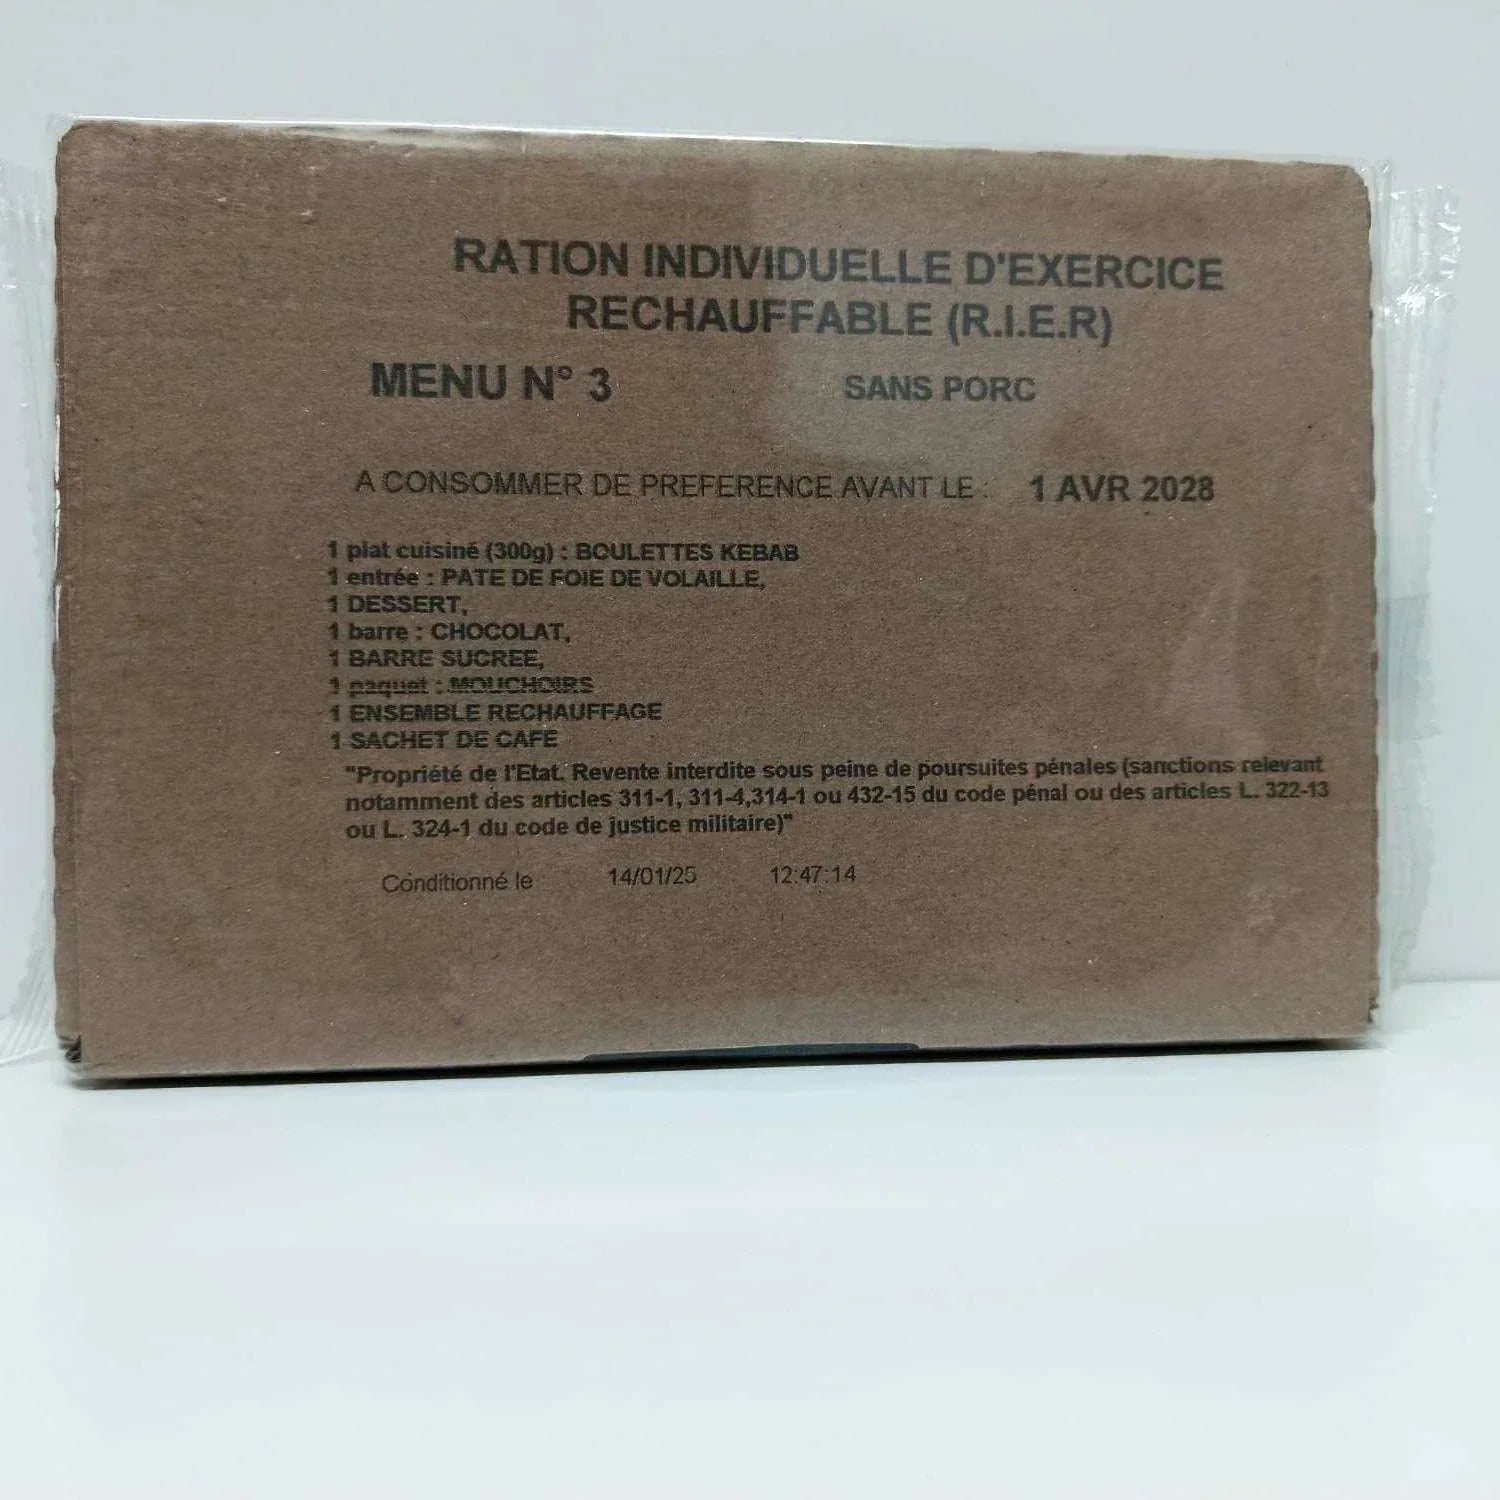 RATION INDIVIDUELLE D'EXERCICE
RECHAUFFABLE (R.I.E.R)
MENU N° 3 SANS PORC
A CONSOMMER DE PREFERENCE AVANT LE : 1 AVR 2028
1 plat cuisiné (300g) : BOULETTES KEBAB
1 entrée : PATE DE FOIE DE VOLAILLE,
1 DESSERT,
1 barre : CHOCOLAT,
1 BARRE SUCREE,
1 paquet : MOUCHOIRS
1 ENSEMBLE RECHAUFFAGE
1 SACHET DE CAFE
"Propriété de l'Etat. Revente interdite sous peine de poursuites pénales (sanctions relevant
notamment des articles 311-1, 311-4,314-1 ou 432-15 du code pénal ou des articles L. 322-13
ou L. 324-1 du code de justice militaire)"
Conditionné le 14/01/25 12:47:14